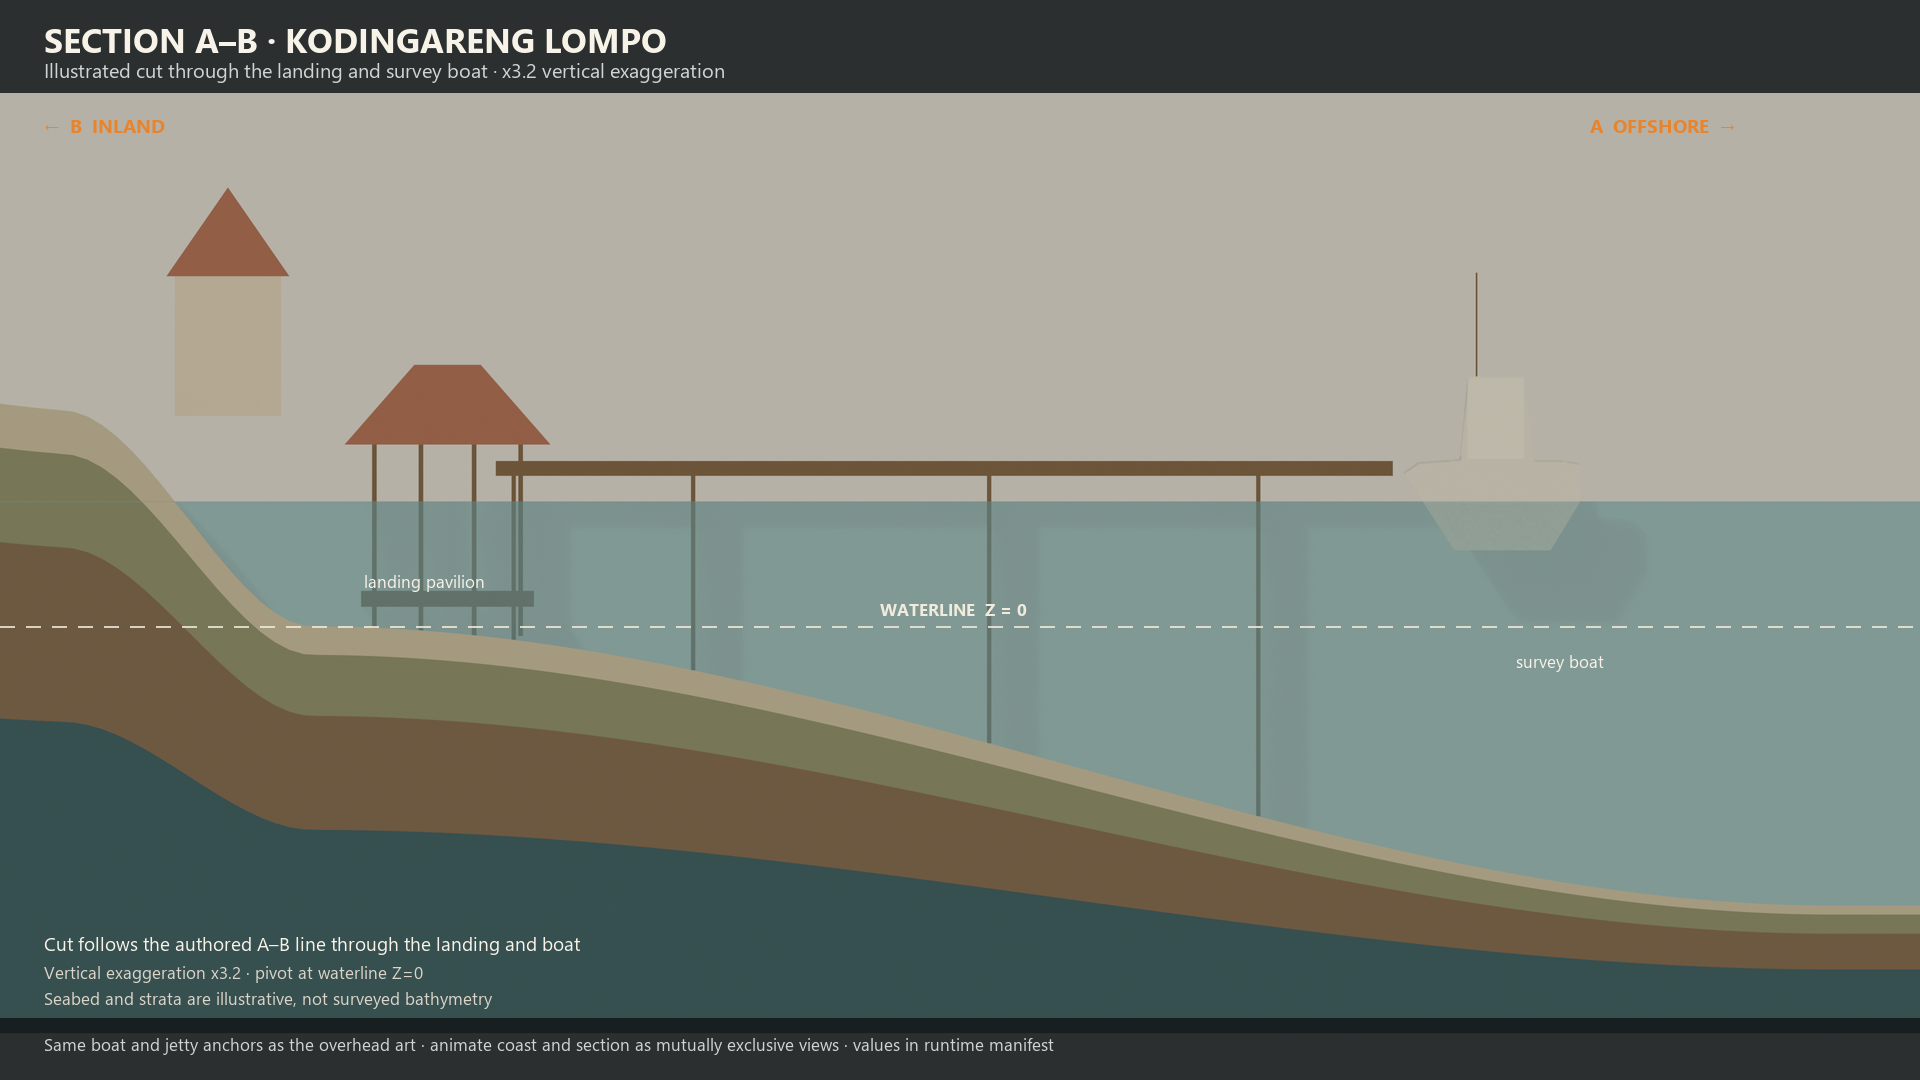 SECTION A–B · KODINGARENG LOMPO
Illustrated cut through the landing and survey boat · x3.2 vertical exaggeration
← B INLAND
A OFFSHORE →
landing pavilion
WATERLINE Z = 0
survey boat
Cut follows the authored A–B line through the landing and boat
Vertical exaggeration x3.2 · pivot at waterline Z=0
Seabed and strata are illustrative, not surveyed bathymetry
Same boat and jetty anchors as the overhead art · animate coast and section as mutually exclusive views · values in runtime manifest